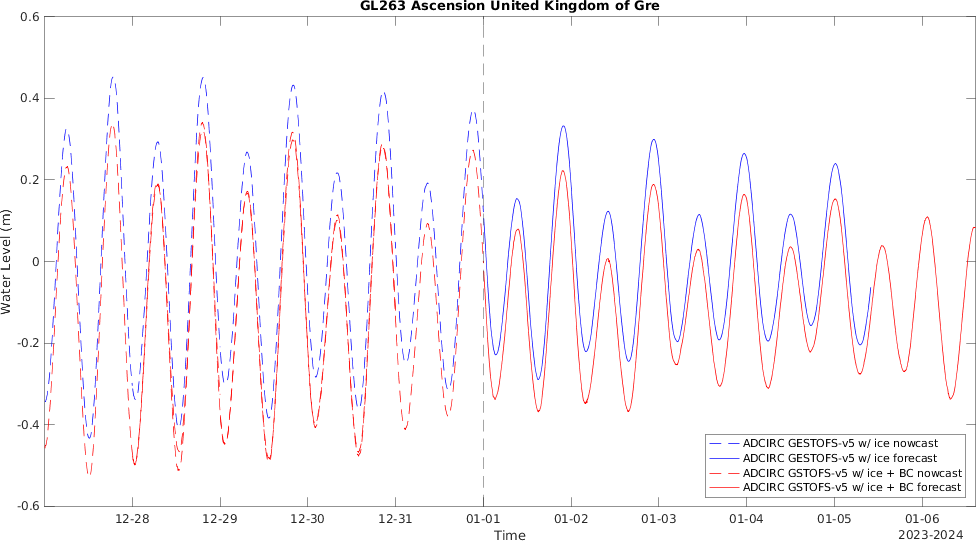 GL263 Ascension United Kingdom of Gre
0.6
0.4
0.2
0
-0.2
-0.4
-0.6
Water Level (m)
ADCIRC GESTOFS-v5 w/ ice nowcast
ADCIRC GESTOFS-v5 w/ ice forecast
ADCIRC GSTOFS-v5 w/ ice + BC nowcast
ADCIRC GSTOFS-v5 w/ ice + BC forecast
12-28 12-29 12-30 12-31 01-01 01-02 01-03 01-04 01-05 01-06
Time
2023-2024